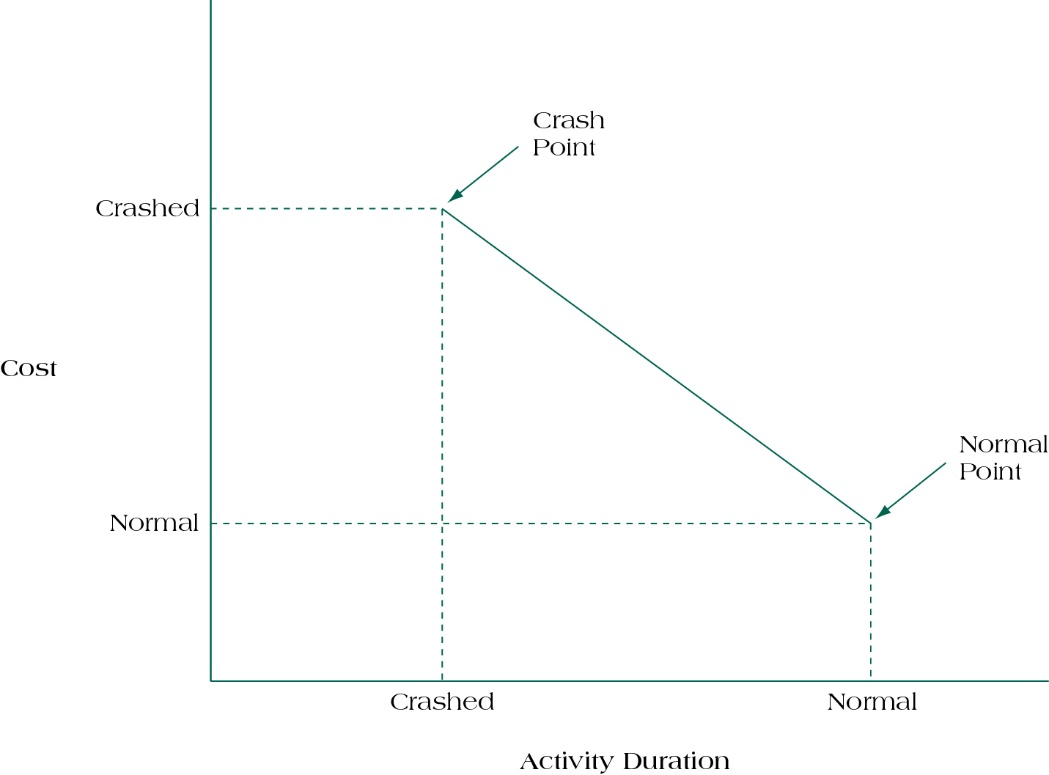 Crash
Point
Crashed
Cost
Normal
Point
Normal
Crashed
Normal
Activity Duration